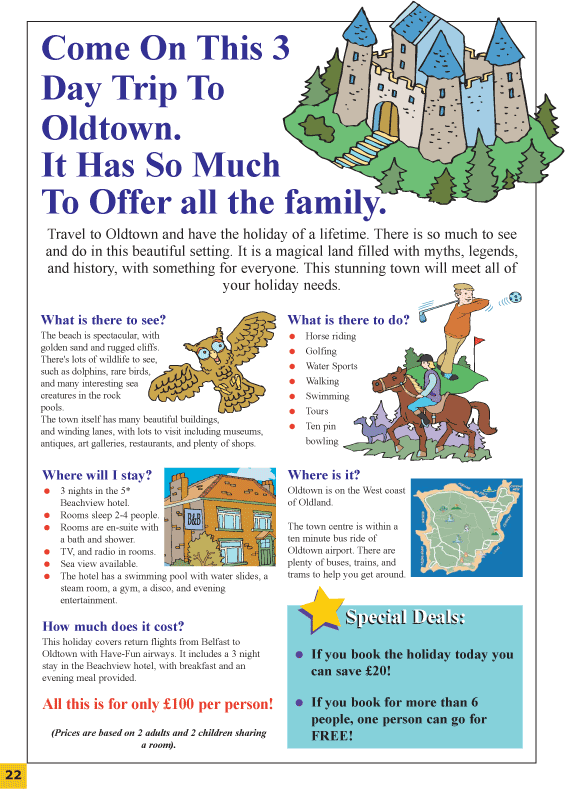 Come On This 3
Day Trip To
Oldtown.
It Has So Much
To Offer all the family.
Travel to Oldtown and have the holiday of a lifetime. There is so much to see
and do in this beautiful setting. It is a magical land filled with myths, legends,
and history, with something for everyone. This stunning town will meet all of
your holiday needs.
What is there to see?
The beach is spectacular, with
golden sand and rugged cliffs.
There's lots of wildlife to see,
such as dolphins, rare birds,
and many interesting sea
creatures in the rock
pools.
The town itself has many beautiful buildings,
and winding lanes, with lots to visit including museums,
antiques, art galleries, restaurants, and plenty of shops.
What is there to do?
Horse riding
Golfing
Water Sports
Walking
Swimming
Tours
Ten pin
bowling
Where will I stay?
3 nights in the 5*
Beachview hotel.
Rooms sleep 2-4 people.
Rooms are en-suite with
a bath and shower.
TV, and radio in rooms.
Sea view available.
The hotel has a swimming pool with water slides, a
steam room, a gym, a disco, and evening
entertainment.
B&B
Where is it?
Oldtown is on the West coast
of Oldland.
The town centre is within a
ten minute bus ride of
Oldtown airport. There are
plenty of buses, trains, and
trams to help you get around.
How much does it cost?
This holiday covers return flights from Belfast to
Oldtown with Have-Fun airways. It includes a 3 night
stay in the Beachview hotel, with breakfast and an
evening meal provided.
All this is for only £100 per person!
(Prices are based on 2 adults and 2 children sharing
a room).
Special Deals:
If you book the holiday today you
can save £20!
If you book for more than 6
people, one person can go for
FREE!
22